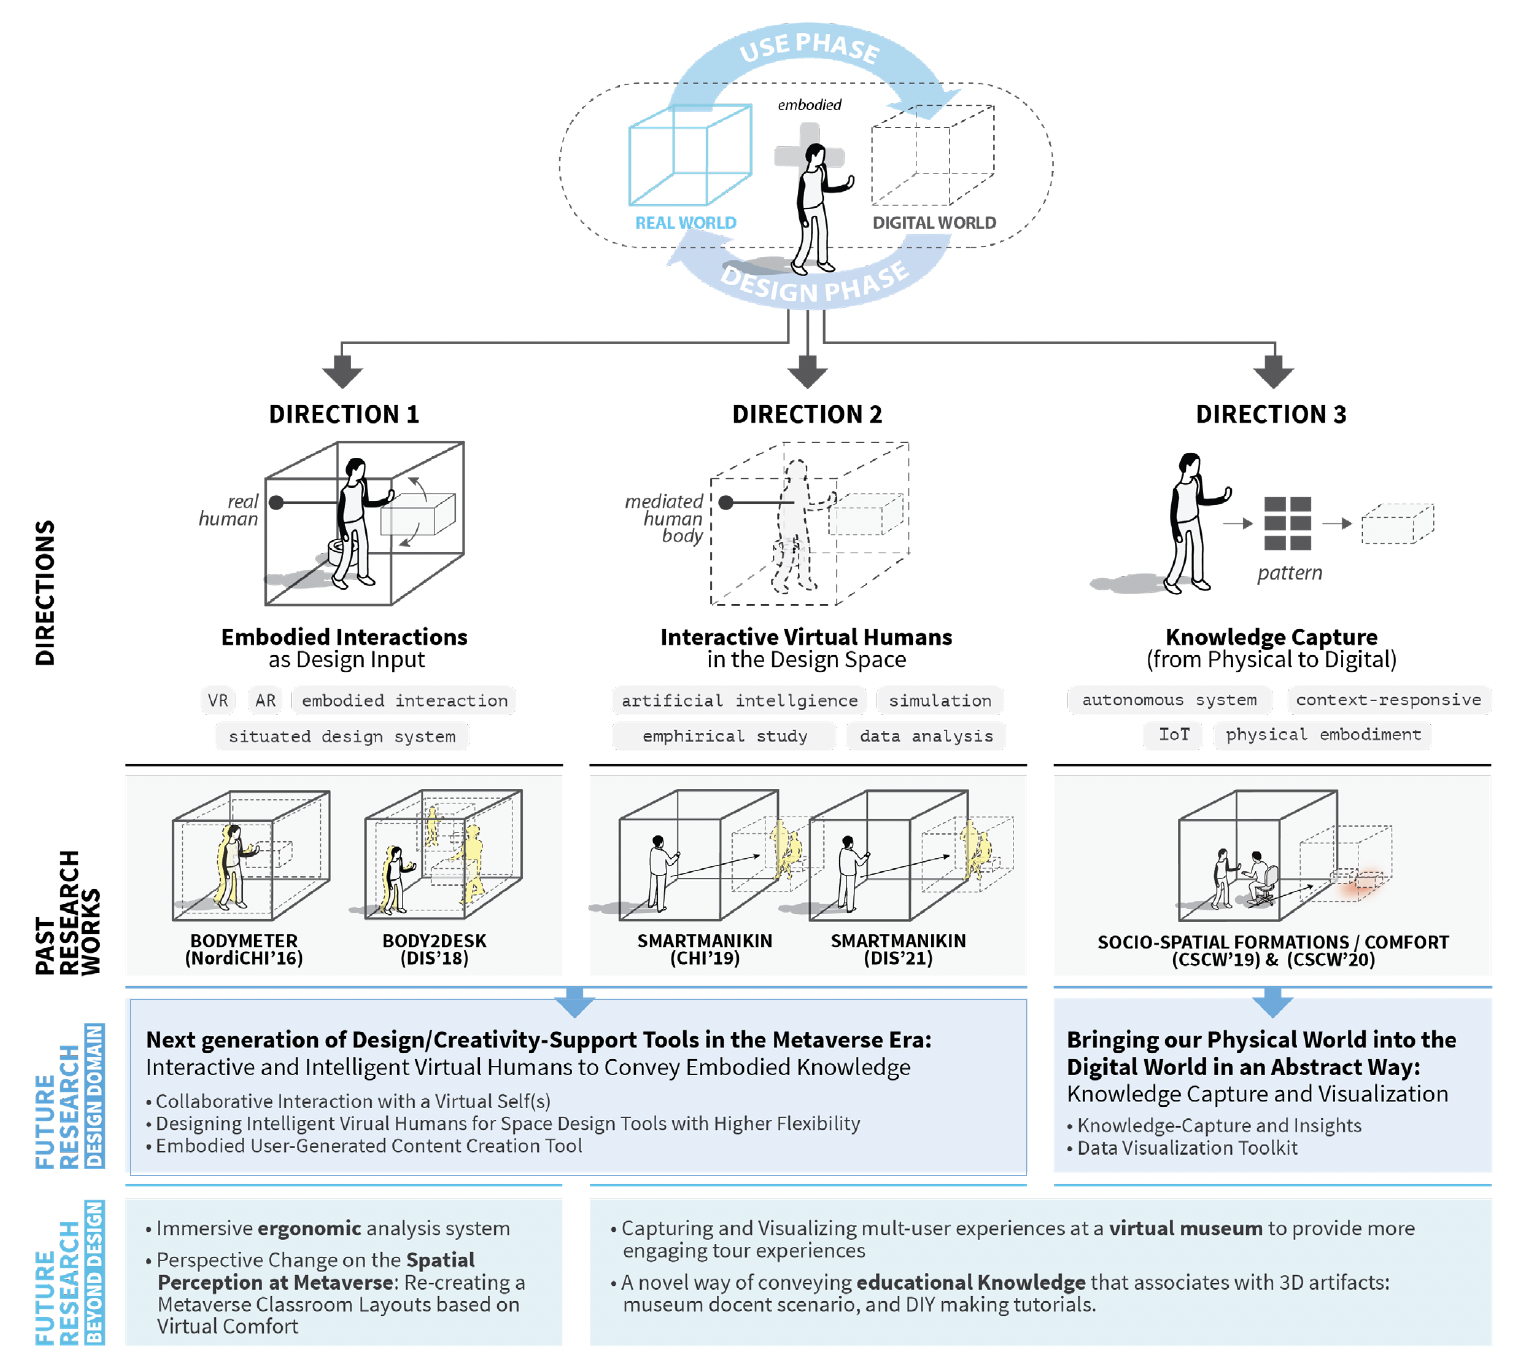 USE PHASE
embodied
REAL WORLD
DIGITAL WORLD
DESIGN PHASE
DIRECTIONS
DIRECTION 1
real
human
Embodied Interactions
as Design Input
VR AR embodied interaction
situated design system
DIRECTION 2
mediated
human
body
Interactive Virtual Humans
in the Design Space
artificial intellgience simulation
emphirical study data analysis
DIRECTION 3
pattern
Knowledge Capture
(from Physical to Digital)
autonomous system context-responsive
IoT physical embodiment
PAST
RESEARCH
WORKS
BODYMETER
(NordiCHI'16)
BODY2DESK
(DIS'18)
SMARTMANIKIN
(CHI'19)
SMARTMANIKIN
(DIS'21)
SOCIO-SPATIAL FORMATIONS / COMFORT
(CSCW'19) & (CSCW'20)
FUTURE
RESEARCH
DESIGN DOMAIN
Next generation of Design/Creativity-Support Tools in the Metaverse Era:
Interactive and Intelligent Virtual Humans to Convey Embodied Knowledge
• Collaborative Interaction with a Virtual Self(s)
• Designing Intelligent Virual Humans for Space Design Tools with Higher Flexibility
• Embodied User-Generated Content Creation Tool
Bringing our Physical World into the
Digital World in an Abstract Way:
Knowledge Capture and Visualization
• Knowledge-Capture and Insights
• Data Visualization Toolkit
FUTURE
RESEARCH
BEYOND DESIGN
• Immersive ergonomic analysis system
• Perspective Change on the Spatial
Perception at Metaverse: Re-creating a
Metaverse Classroom Layouts based on
Virtual Comfort
• Capturing and Visualizing mult-user experiences at a virtual museum to provide more
engaging tour experiences
• A novel way of conveying educational Knowledge that associates with 3D artifacts:
museum docent scenario, and DIY making tutorials.